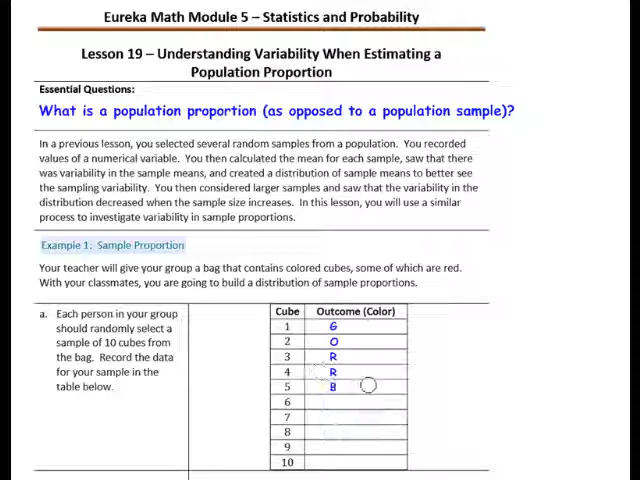 Eureka Math Module 5 – Statistics and Probability
Lesson 19 – Understanding Variability When Estimating a
Population Proportion
Essential Questions:
What is a population proportion (as opposed to a population sample)?
In a previous lesson, you selected several random samples from a population. You recorded
values of a numerical variable. You then calculated the mean for each sample, saw that there
was variability in the sample means, and created a distribution of sample means to better see
the sampling variability. You then considered larger samples and saw that the variability in the
distribution decreased when the sample size increases. In this lesson, you will use a similar
process to investigate variability in sample proportions.
Example 1: Sample Proportion
Your teacher will give your group a bag that contains colored cubes, some of which are red.
With your classmates, you are going to build a distribution of sample proportions.
a. Each person in your group
should randomly select a
sample of 10 cubes from
the bag. Record the data
for your sample in the
table below.
Cube Outcome (Color)
1 G
2 O
3 R
4 R
5 B
6
7
8
9
10